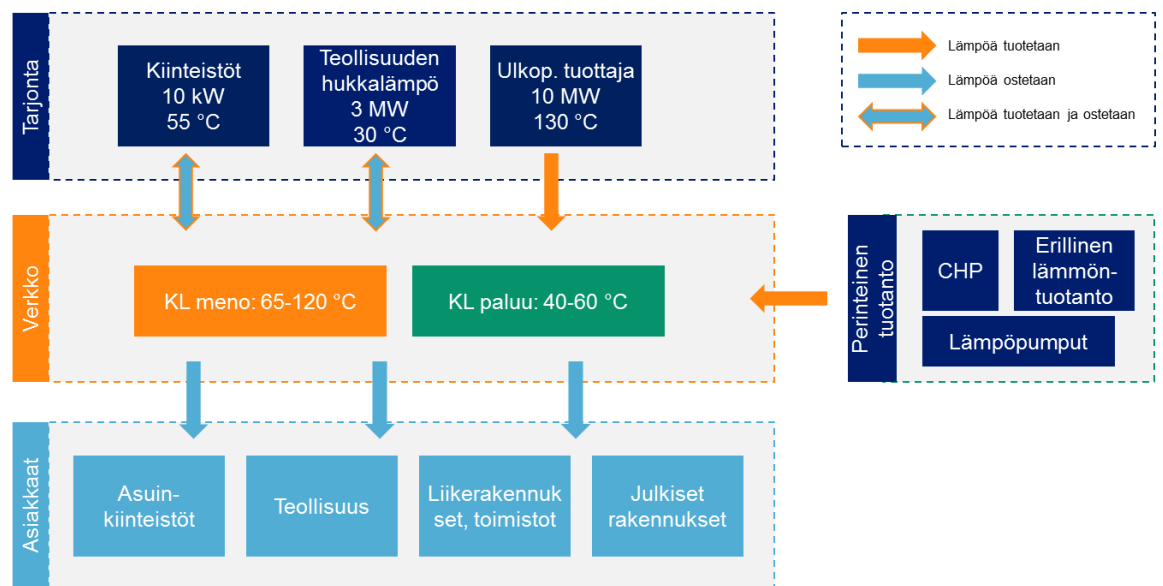 Tarjonta
Kiinteistöt
10 kW
55 °C
Teollisuuden
hukkalämpö
3 MW
30 °C
Ulkop. tuottaja
10 MW
130 °C
Lämpöä tuotetaan
Lämpöä ostetaan
Lämpöä tuotetaan ja ostetaan
Verkko
KL meno: 65-120 °C
KL paluu: 40-60 °C
Perinteinen
tuotanto
CHP
Erillinen
lämmön-
tuotanto
Lämpöpumput
Asiakkaat
Asuin-
kiinteistöt
Teollisuus
Liikerakennuk
set, toimistot
Julkiset
rakennukset